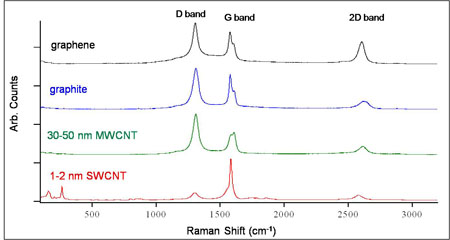 D band G band 2D band
graphene
graphite
30-50 nm MWCNT
1-2 nm SWCNT
Arb. Counts
500 1000 1500 2000 2500 3000
Raman Shift (cm⁻¹)